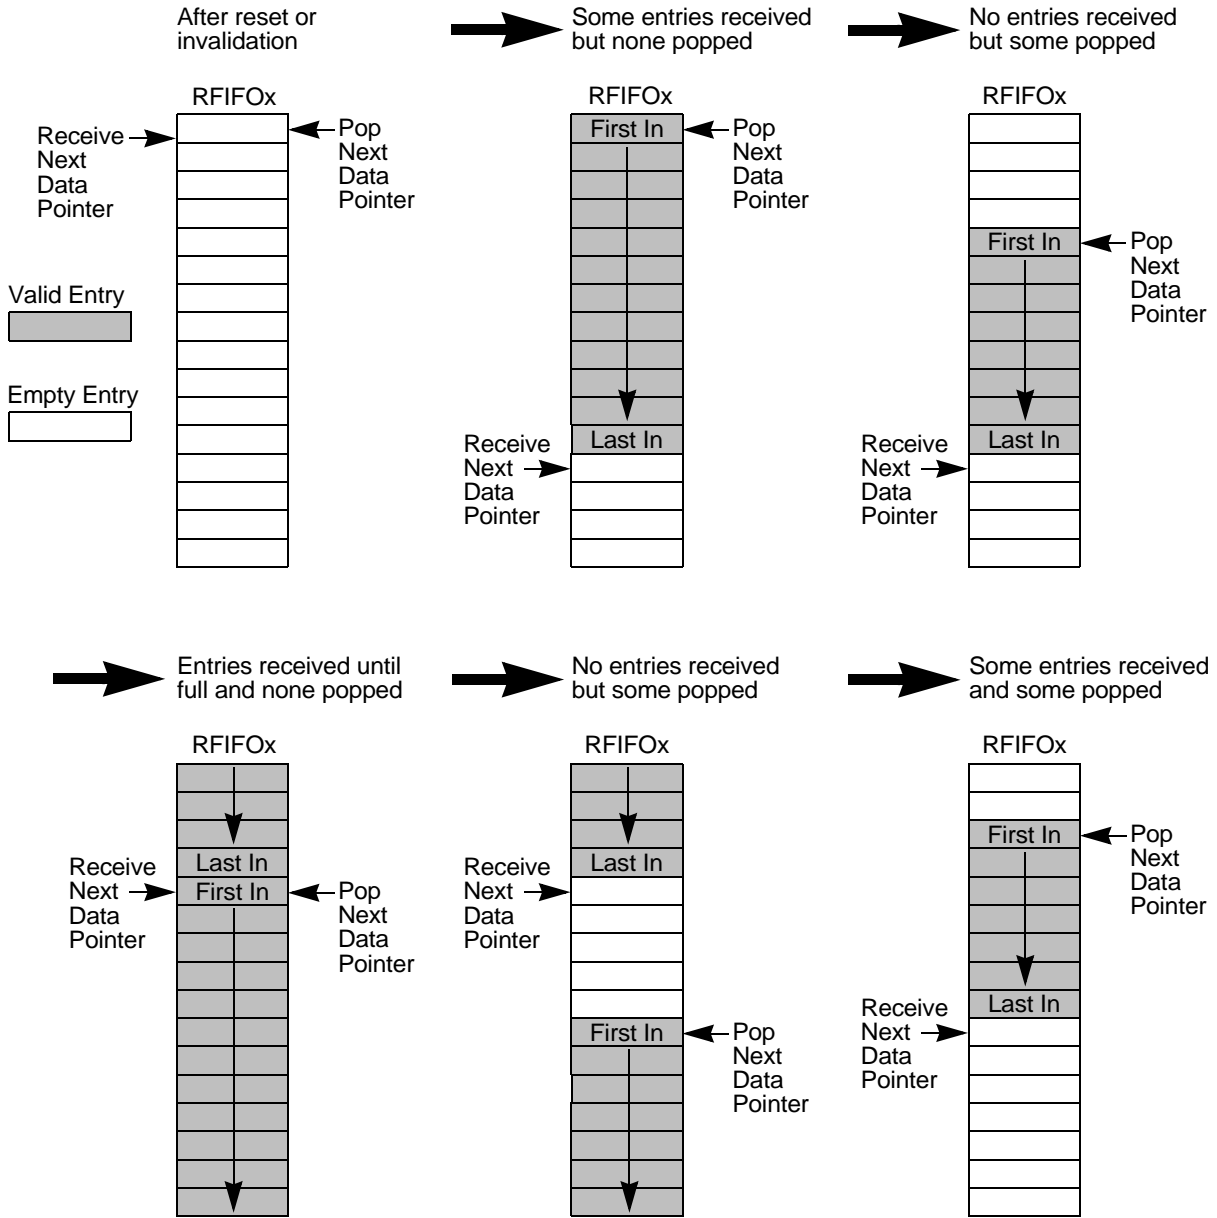 After reset or
invalidation
RFIFOx
Receive
Next
Data
Pointer
Pop
Next
Data
Pointer
Valid Entry
Empty Entry
Some entries received
but none popped
RFIFOx
First In
Last In
Pop
Next
Data
Pointer
Receive
Next
Data
Pointer
No entries received
but some popped
RFIFOx
First In
Last In
Pop
Next
Data
Pointer
Receive
Next
Data
Pointer
Entries received until
full and none popped
RFIFOx
Last In
First In
Receive
Next
Data
Pointer
Pop
Next
Data
Pointer
No entries received
but some popped
RFIFOx
Last In
First In
Receive
Next
Data
Pointer
Pop
Next
Data
Pointer
Some entries received
and some popped
RFIFOx
First In
Last In
Pop
Next
Data
Pointer
Receive
Next
Data
Pointer